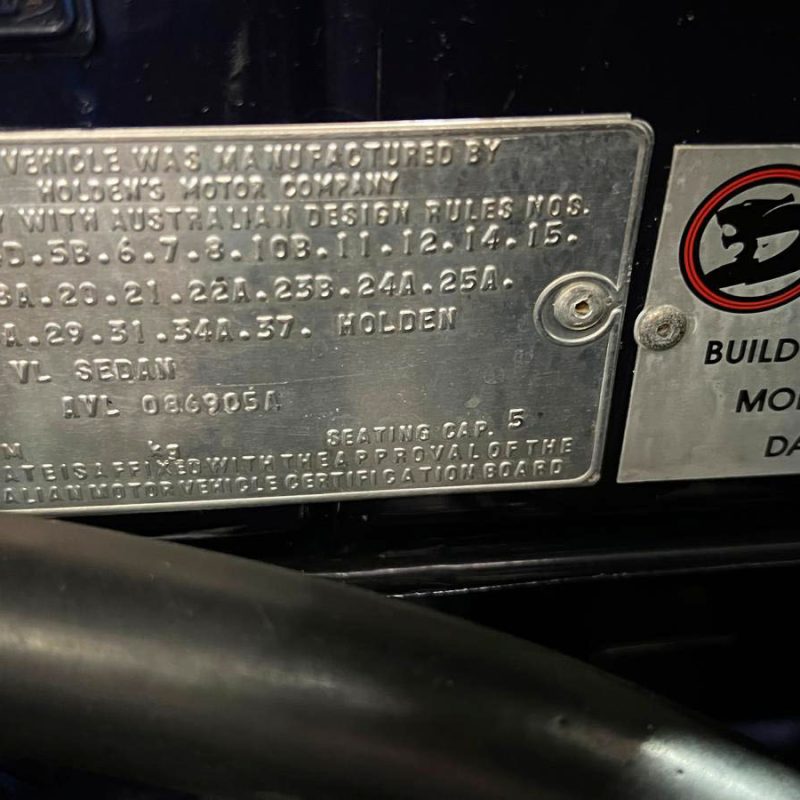 VEHICLE WAS MANUFACTURED BY
HOLDEN'S MOTOR COMPANY
Y WITH AUSTRALIAN DESIGN RULES NOS.
D.5B.6.7.8.10B.11.12.14.15.
8A.20.21.22A.23B.24A.25A.
A.29.31.34A.37. HOLDEN
VL SEDAN
AVL 086905A
M kg SEATING CAP. 5
ATE IS AFFIXED WITH THE APPROVAL OF THE
ALIAN MOTOR VEHICLE CERTIFICATION BOARD
BUILD
MO
DA